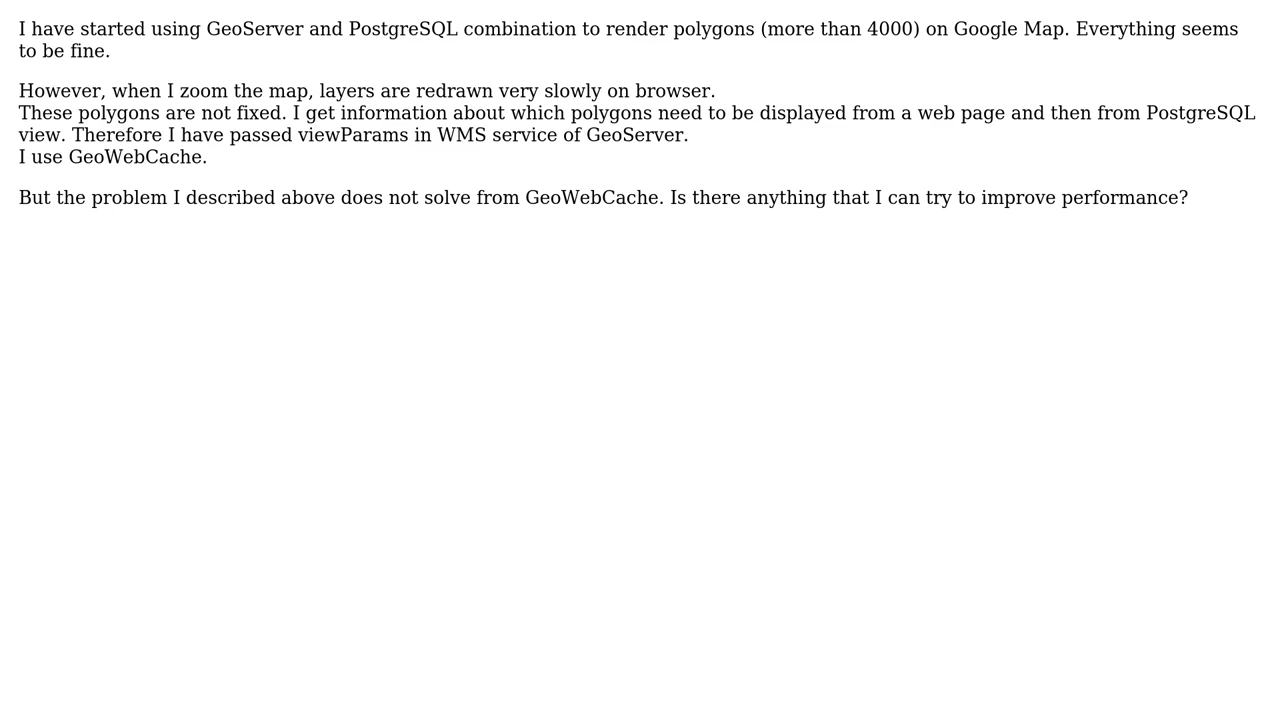 I have started using GeoServer and PostgreSQL combination to render polygons (more than 4000) on Google Map. Everything seems
to be fine.
However, when I zoom the map, layers are redrawn very slowly on browser.
These polygons are not fixed. I get information about which polygons need to be displayed from a web page and then from PostgreSQL
view. Therefore I have passed viewParams in WMS service of GeoServer.
I use GeoWebCache.
But the problem I described above does not solve from GeoWebCache. Is there anything that I can try to improve performance?